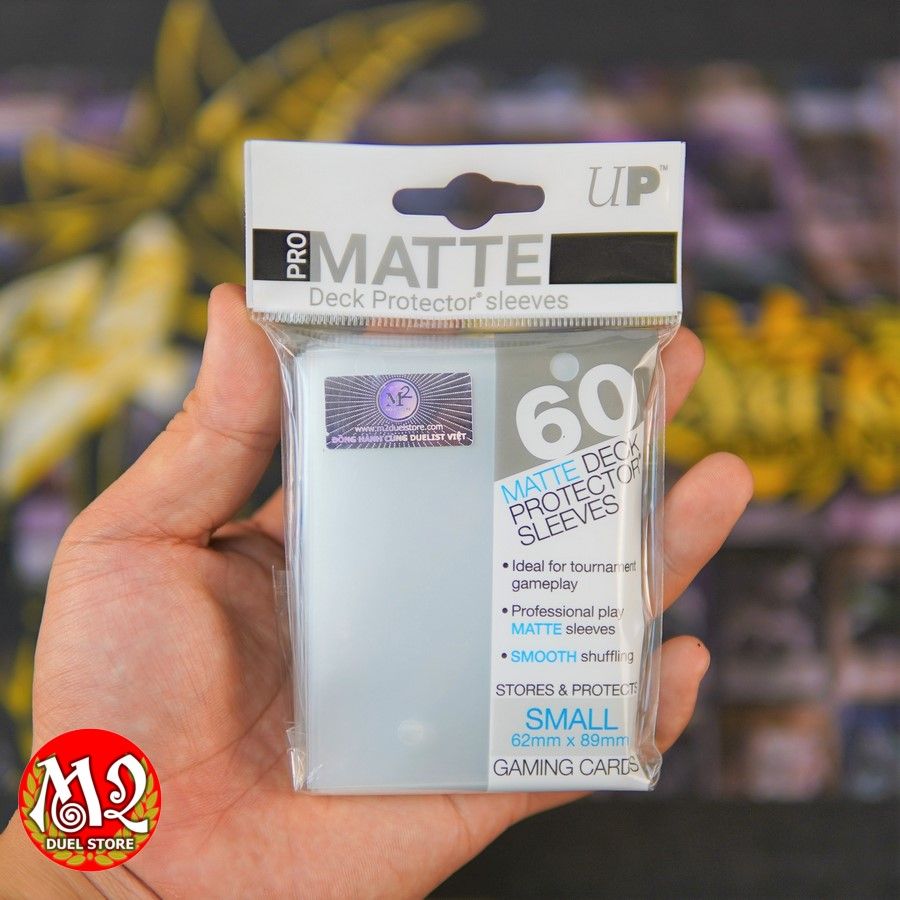 UP™
PRO
MATTE
Deck Protector® sleeves
M2
www.m2duelstore.com
ĐỒNG HÀNH CÙNG DUELIST VIỆT
60
MATTE DECK
PROTECTOR
SLEEVES
• Ideal for tournament
gameplay
• Professional play
MATTE sleeves
• SMOOTH shuffling
STORES & PROTECTS
SMALL
62mm x 89mm
GAMING CARDS
M2
DUEL STORE